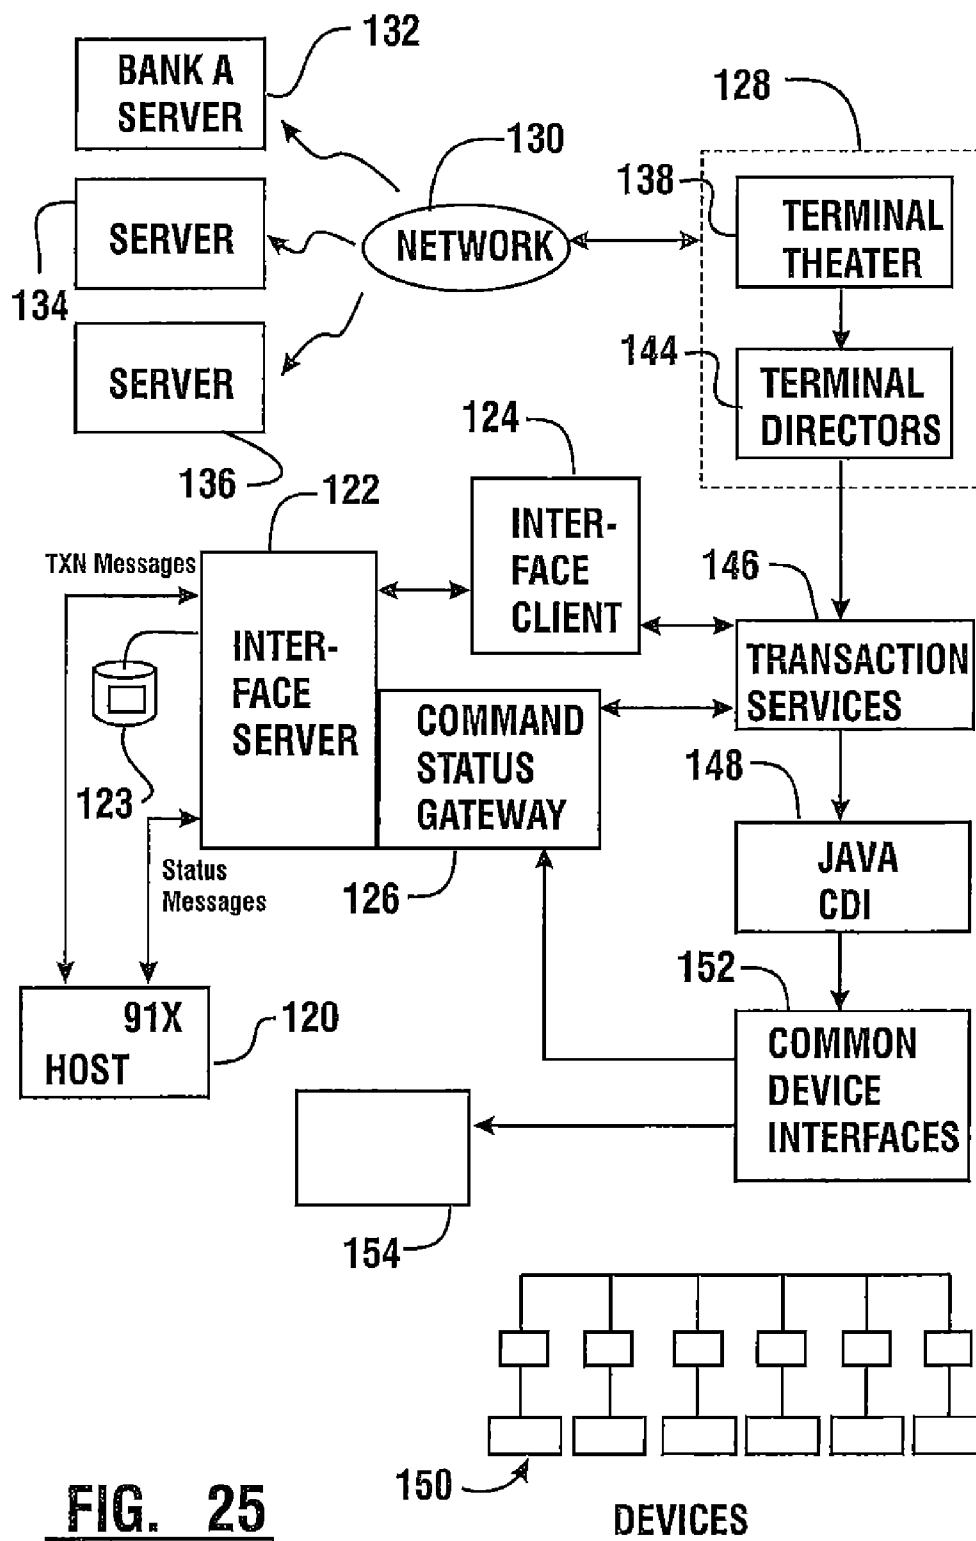 132
BANK A
SERVER
128
130
138
TERMINAL
THEATER
SERVER
NETWORK
134
144
TERMINAL
DIRECTORS
SERVER
124
136
122
INTER-
FACE
CLIENT
TXN Messages
146
INTER-
FACE
SERVER
TRANSACTION
SERVICES
COMMAND
STATUS
GATEWAY
123
148
JAVA
CDI
Status
Messages
126
152
91X
HOST
120
COMMON
DEVICE
INTERFACES
154
150
DEVICES
FIG. 25